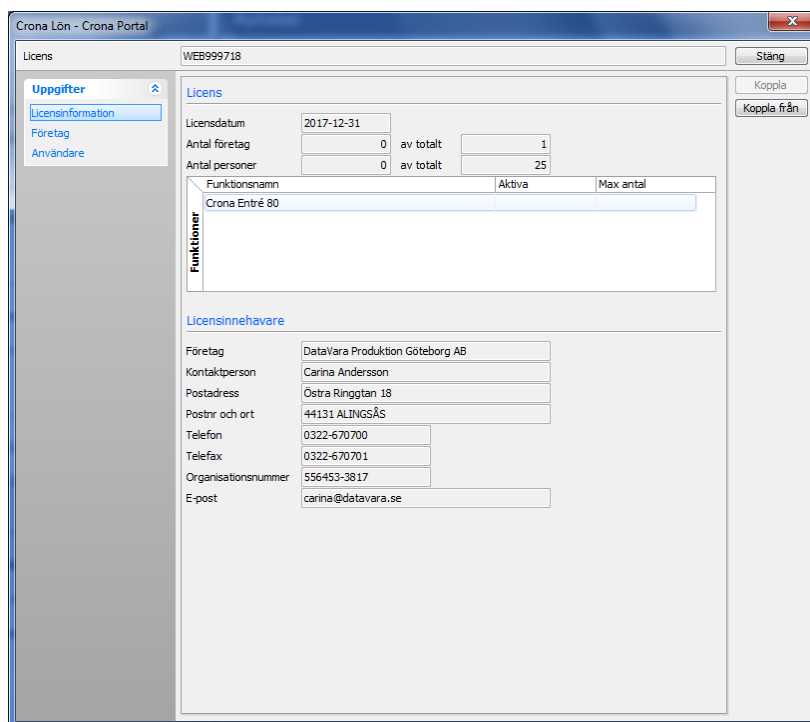 Nyheter
Crona Lön - Crona Portal
Licens WEB999718 Stäng
Uppgifter
Licensinformation
Företag
Användare
Koppla
Koppla från
Licens
Licensdatum 2017-12-31
Antal företag 0 av totalt 1
Antal personer 0 av totalt 25
Funktionsnamn Aktiva Max antal
Crona Entré 80
Funktioner
Licensinnehavare
Företag DataVara Produktion Göteborg AB
Kontaktperson Carina Andersson
Postadress Östra Ringgtan 18
Postnr och ort 44131 ALINGSÅS
Telefon 0322-670700
Telefax 0322-670701
Organisationsnummer 556453-3817
E-post carina@datavara.se